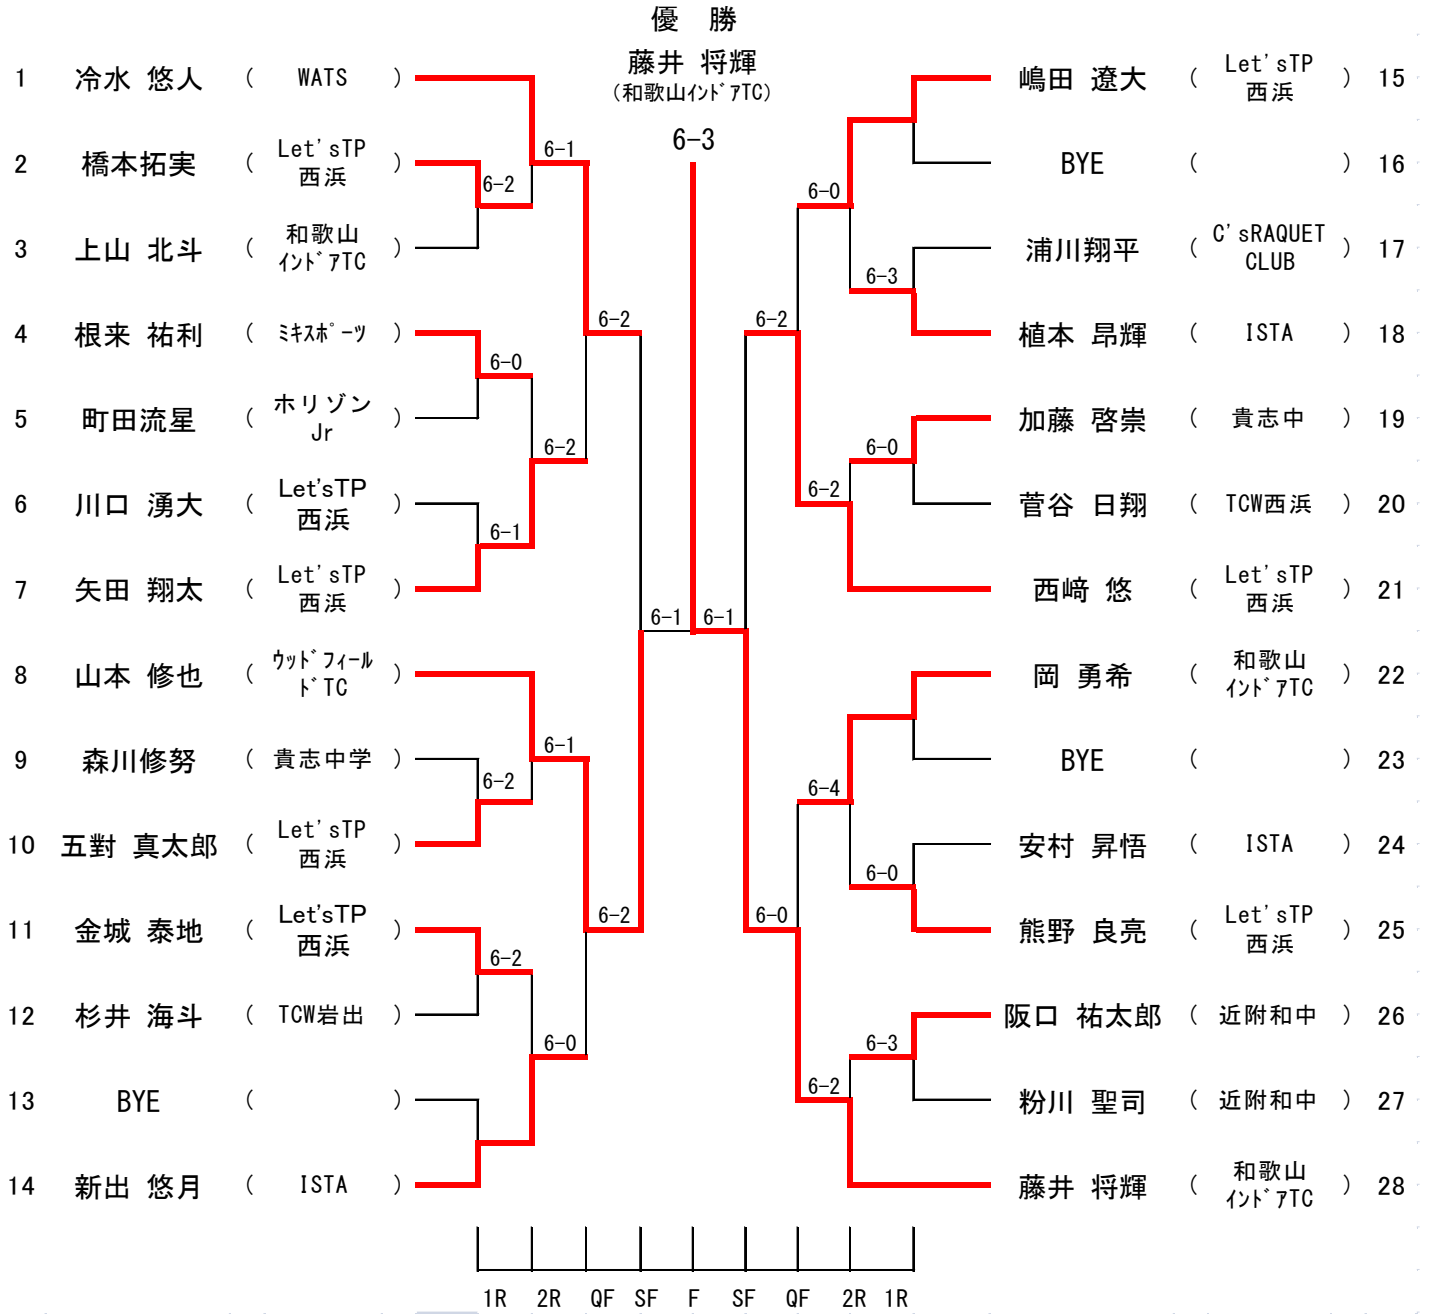 優 勝
藤井 将輝
(和歌山ｲﾝﾄﾞｱTC)
6-3
1 冷水 悠人 ( WATS )
2 橋本拓実 ( Let'sTP
西浜 )
3 上山 北斗 ( 和歌山
ｲﾝﾄﾞｱTC )
4 根来 祐利 ( ﾐｷｽﾎﾟｰﾂ )
5 町田流星 ( ホリゾン
Jr )
6 川口 湧大 ( Let'sTP
西浜 )
7 矢田 翔太 ( Let'sTP
西浜 )
8 山本 修也 ( ｳｯﾄﾞﾌｨｰﾙ
ﾄﾞTC )
9 森川修努 ( 貴志中学 )
10 五對 真太郎 ( Let'sTP
西浜 )
11 金城 泰地 ( Let'sTP
西浜 )
12 杉井 海斗 ( TCW岩出 )
13 BYE ( )
14 新出 悠月 ( ISTA )
6-1
6-2
6-0
6-2
6-1
6-2
6-1
6-2
6-2
6-2
6-0
6-1
6-1
6-2
6-0
6-0
6-3
6-2
6-0
6-4
6-0
6-2
6-3
嶋田 遼大 ( Let'sTP
西浜 ) 15
BYE ( ) 16
浦川翔平 ( C'sRAQUET
CLUB ) 17
植本 昂輝 ( ISTA ) 18
加藤 啓崇 ( 貴志中 ) 19
菅谷 日翔 ( TCW西浜 ) 20
西﨑 悠 ( Let'sTP
西浜 ) 21
岡 勇希 ( 和歌山
ｲﾝﾄﾞｱTC ) 22
BYE ( ) 23
安村 昇悟 ( ISTA ) 24
熊野 良亮 ( Let'sTP
西浜 ) 25
阪口 祐太郎 ( 近附和中 ) 26
粉川 聖司 ( 近附和中 ) 27
藤井 将輝 ( 和歌山
ｲﾝﾄﾞｱTC ) 28
1R 2R QF SF F SF QF 2R 1R